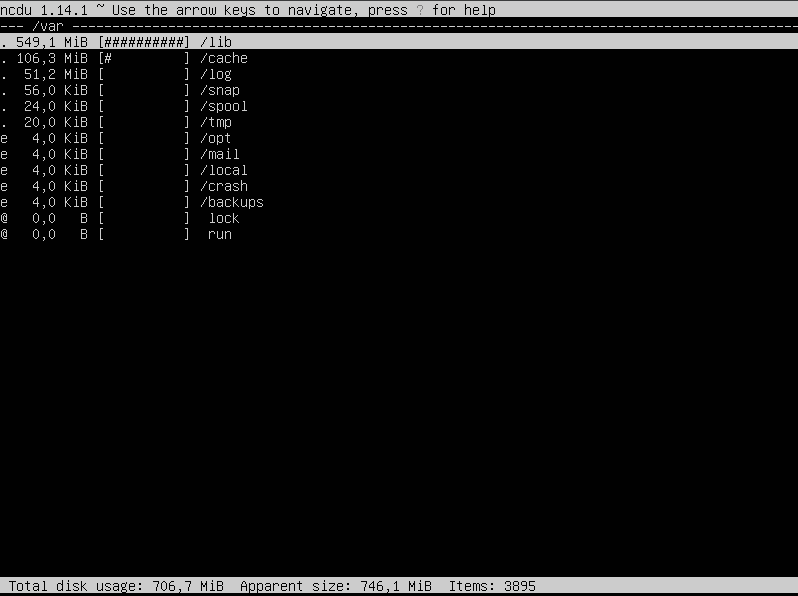 ncdu 1.14.1 ~ Use the arrow keys to navigate, press ? for help
--- /var ------------------------------------------------------------------------------------------
. 549,1 MiB [##########] /lib
. 106,3 MiB [#         ] /cache
.  51,2 MiB [          ] /log
.  56,0 KiB [          ] /snap
.  24,0 KiB [          ] /spool
.  20,0 KiB [          ] /tmp
e   4,0 KiB [          ] /opt
e   4,0 KiB [          ] /mail
e   4,0 KiB [          ] /local
e   4,0 KiB [          ] /crash
e   4,0 KiB [          ] /backups
@   0,0   B [          ]  lock
@   0,0   B [          ]  run
Total disk usage: 706,7 MiB  Apparent size: 746,1 MiB  Items: 3895